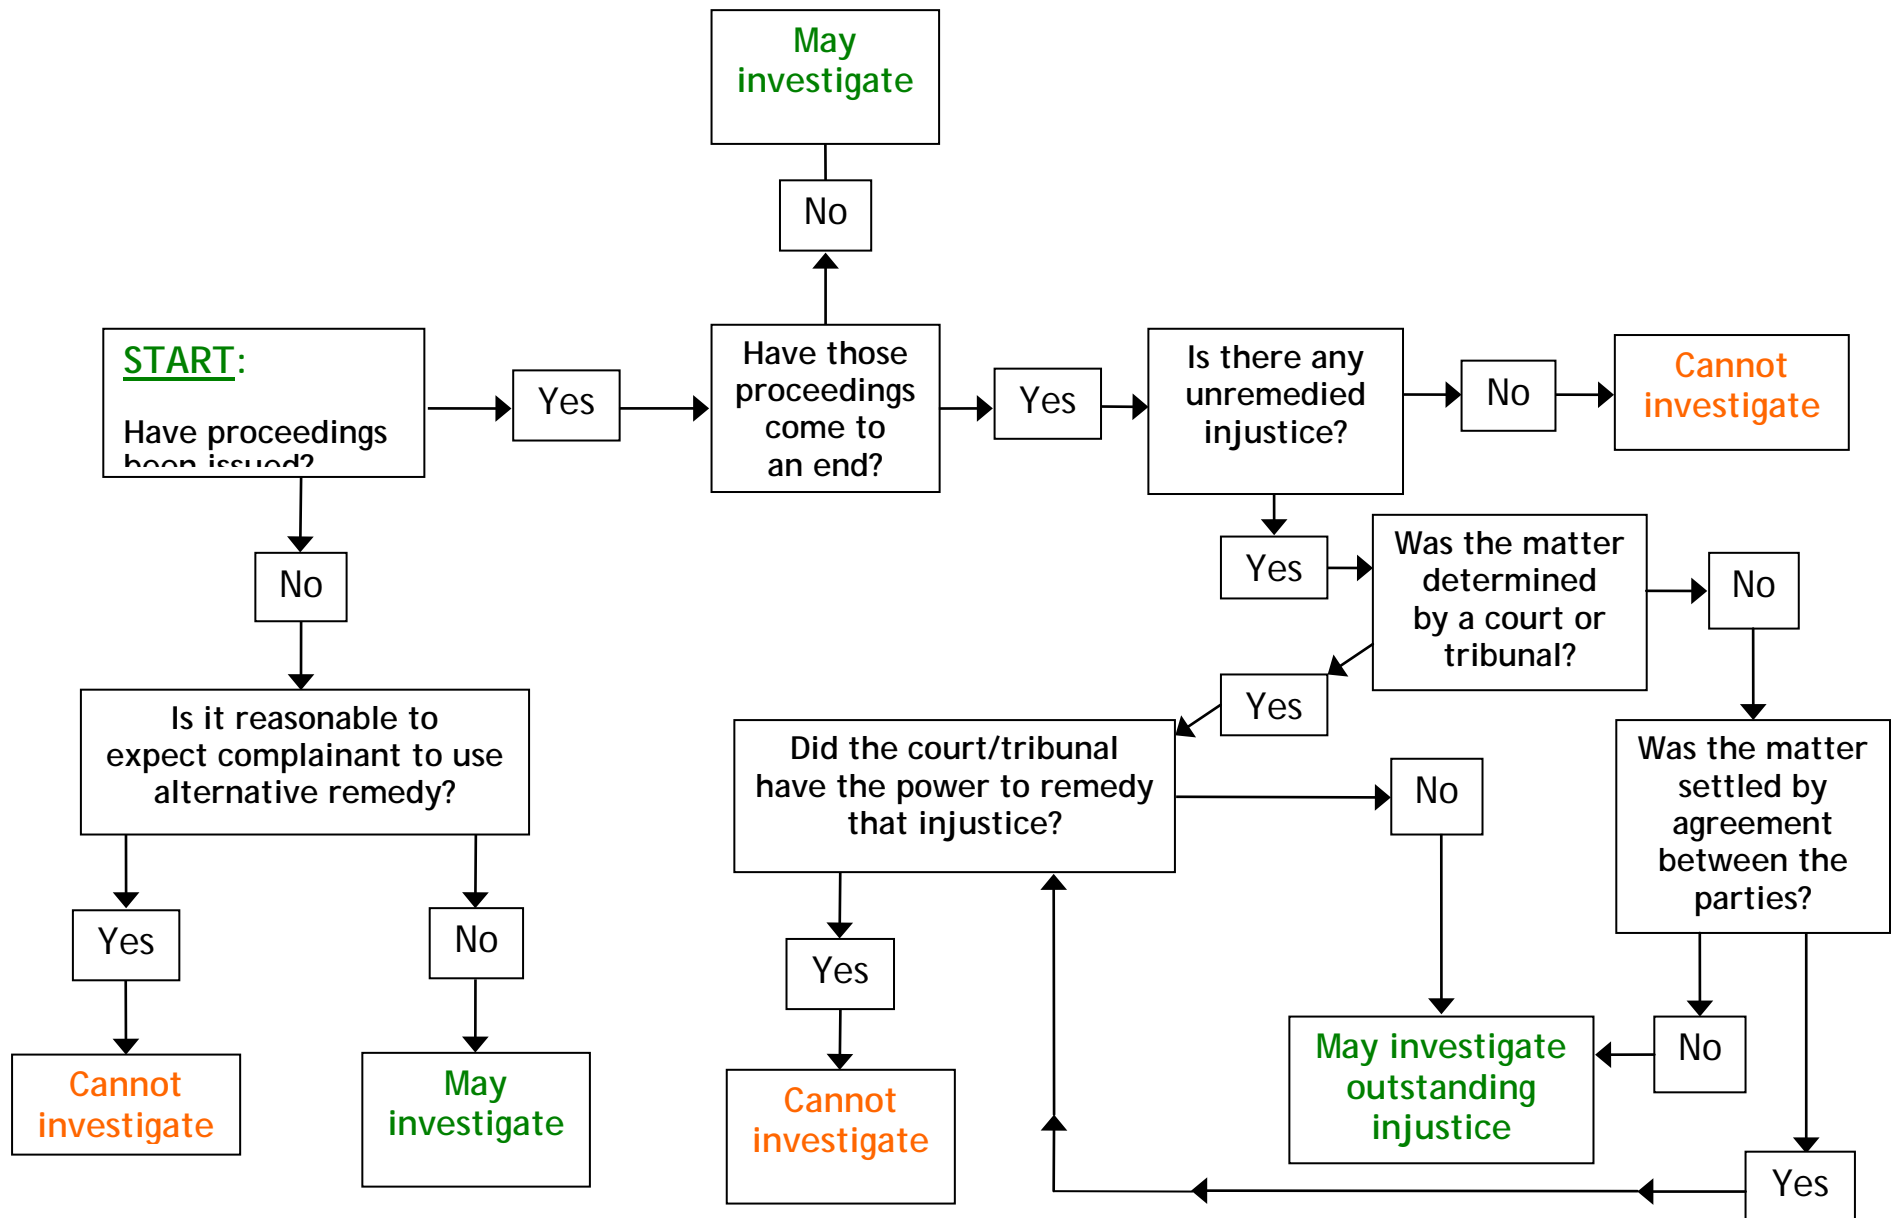 May
investigate
No
START:
Have proceedings
been issued?
Yes
Have those
proceedings
come to
an end?
Yes
Is there any
unremedied
injustice?
No
Cannot
investigate
Yes
Was the matter
determined
by a court or
tribunal?
No
No
Is it reasonable to
expect complainant to use
alternative remedy?
Yes
Did the court/tribunal
have the power to remedy
that injustice?
No
Was the matter
settled by
agreement
between the
parties?
Yes
No
Yes
No
Cannot
investigate
May
investigate
Cannot
investigate
May investigate
outstanding
injustice
Yes